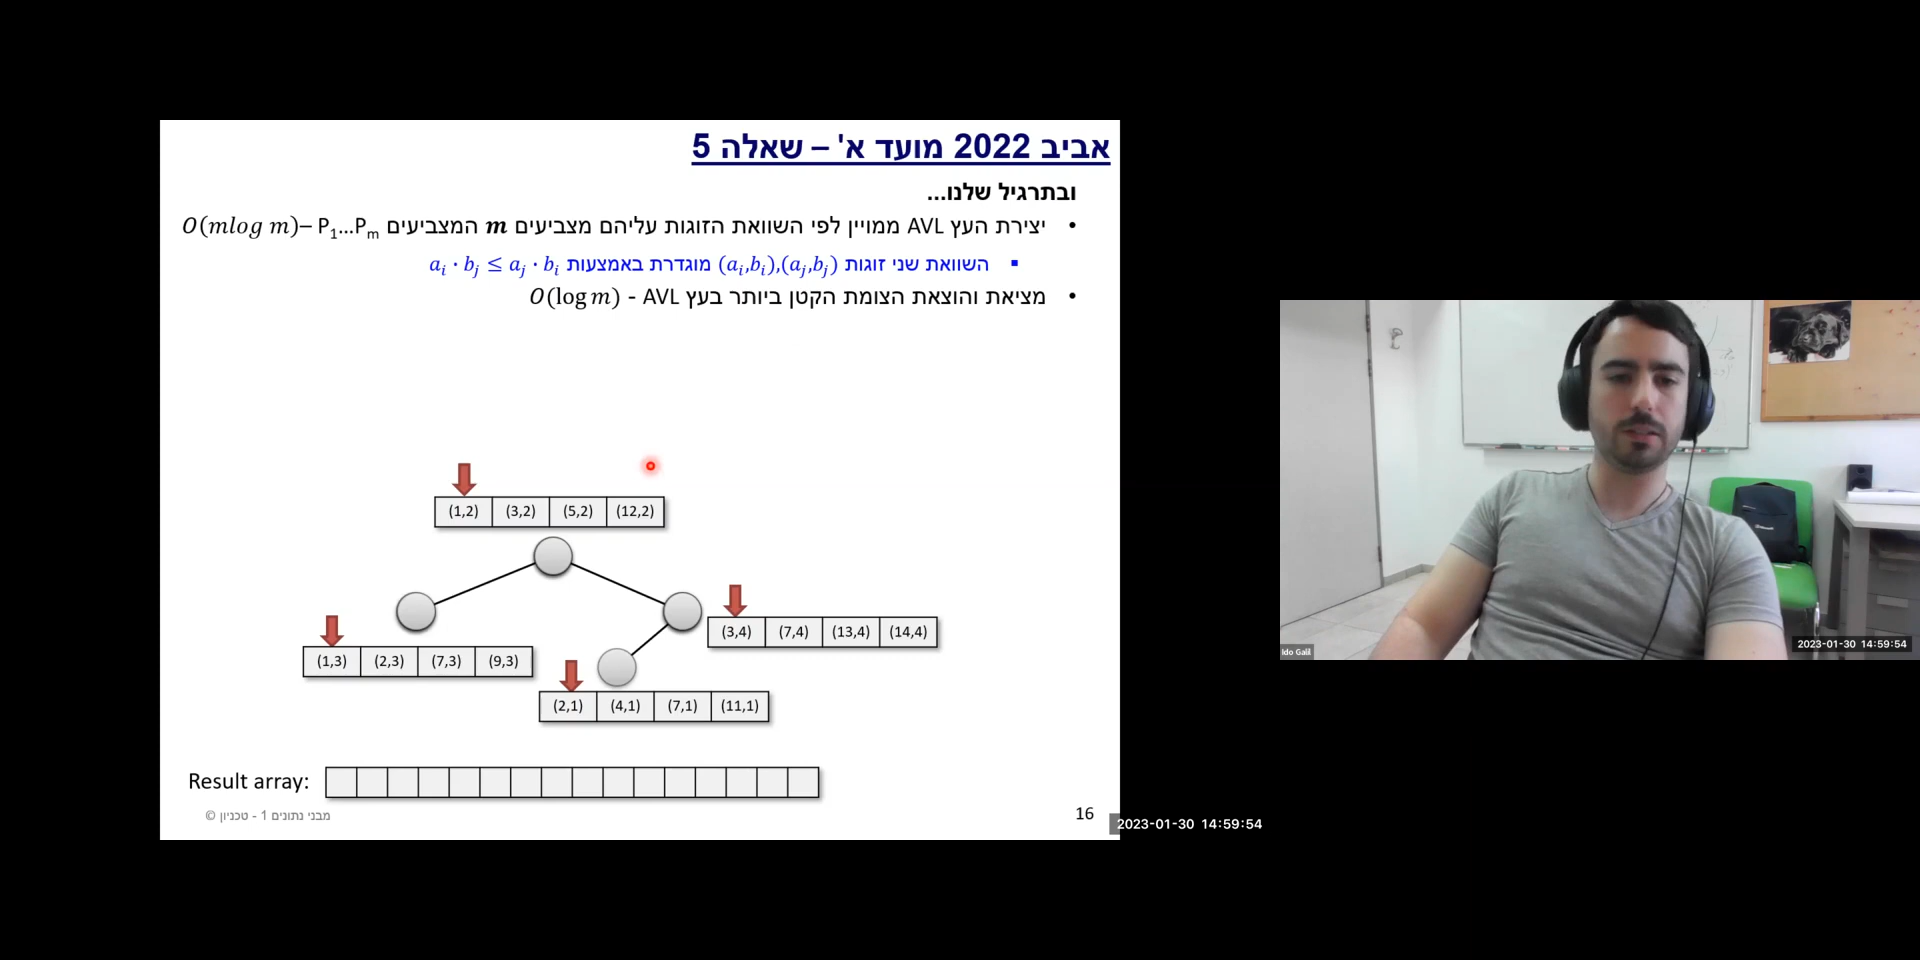 אביב 2022 מועד א' – שאלה 5
ובתרגיל שלנו...
• יצירת העץ AVL ממויין לפי השוואת הזוגות עליהם מצביעים m המצביעים P₁...Pₘ – O(mlog m)
▪ השוואת שני זוגות (aᵢ,bᵢ),(aⱼ,bⱼ) מוגדרת באמצעות aᵢ · bⱼ ≤ aⱼ · bᵢ
• מציאת והוצאת הצומת הקטן ביותר בעץ AVL - O(log m)
(1,2) (3,2) (5,2) (12,2)
(3,4) (7,4) (13,4) (14,4)
(1,3) (2,3) (7,3) (9,3)
(2,1) (4,1) (7,1) (11,1)
Result array:
מבני נתונים 1 - טכניון ©
16
2023-01-30 14:59:54
Ido Galil
2023-01-30 14:59:54